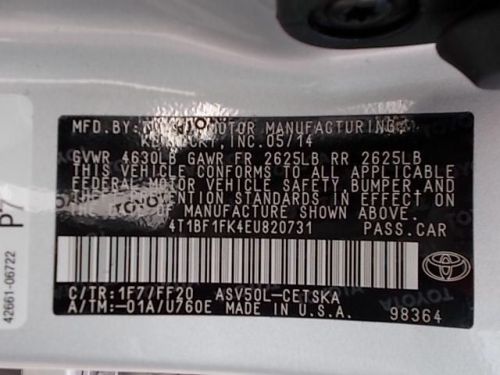 MFD. BY: TOYOTA MOTOR MANUFACTURING
KENTUCKY, INC. 05/14
GVWR 4630LB GAWR FR 2625LB RR 2625LB
THIS VEHICLE CONFORMS TO ALL APPLICABLE
FEDERAL MOTOR VEHICLE SAFETY, BUMPER AND
THEFT PREVENTION STANDARDS IN EFFECT ON
THE DATE OF MANUFACTURE SHOWN ABOVE.
4T1BF1FK4EU820731 PASS.CAR
C/TR:1F7/FF20 ASV50L-CETSKA
A/TM:-01A/U760E MADE IN U.S.A.
98364
TOYOTA
P7
42661-06722